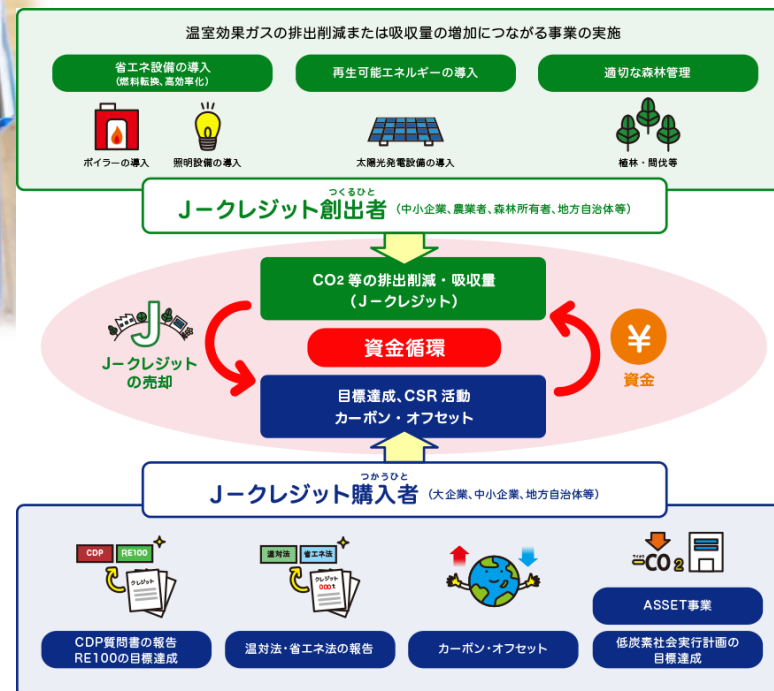 温室効果ガスの排出削減または吸収量の増加につながる事業の実施
省エネ設備の導入
(燃料転換、高効率化)
再生可能エネルギーの導入
適切な森林管理
ボイラーの導入
照明設備の導入
太陽光発電設備の導入
植林・間伐等
つくるひと
Jークレジット創出者 (中小企業、農業者、森林所有者、地方自治体等)
CO2 等の排出削減・吸収量
(Jークレジット)
J
Jークレジット
の売却
資金循環
¥
資金
目標達成、CSR 活動
カーボン・オフセット
つかうひと
Jークレジット購入者 (大企業、中小企業、地方自治体等)
CDP
RE100
クレジット
温対法
省エネ法
クレジット
000t
マイナス
-CO2
ASSET事業
CDP質問書の報告
RE100の目標達成
温対法・省エネ法の報告
カーボン・オフセット
低炭素社会実行計画の
目標達成